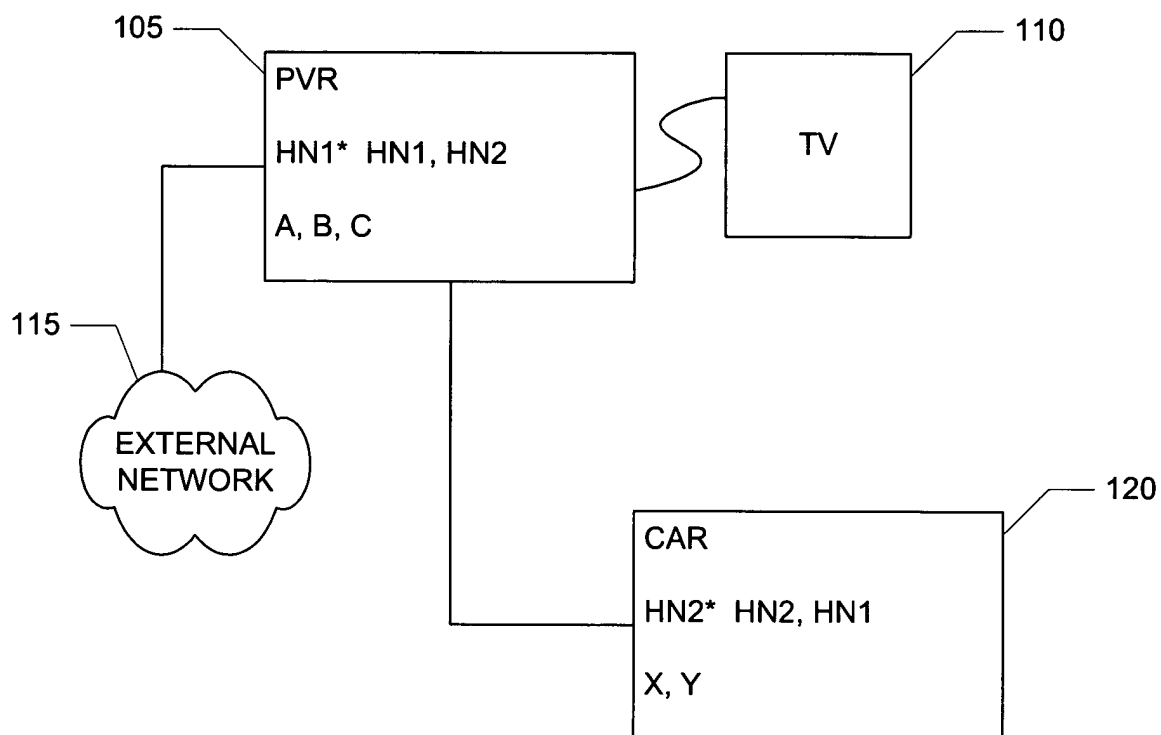 105
110
PVR
HN1* HN1, HN2
TV
A, B, C
115
EXTERNAL
NETWORK
120
CAR
HN2* HN2, HN1
X, Y